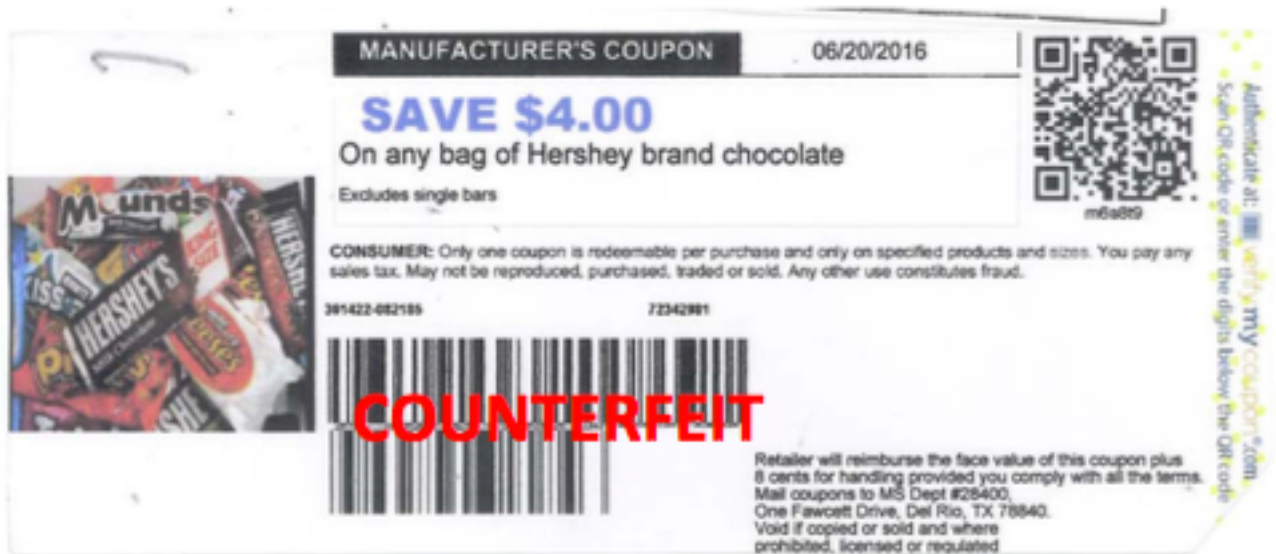 MANUFACTURER'S COUPON 06/20/2016
SAVE $4.00
On any bag of Hershey brand chocolate
Excludes single bars
m6a8t9
Authenticate at: verify.mycoupon.com
Scan QR code or enter the digits below the QR code
Mounds
KING SIZE
HERSHEY'S
CONSUMER: Only one coupon is redeemable per purchase and only on specified products and sizes. You pay any
sales tax. May not be reproduced, purchased, traded or sold. Any other use constitutes fraud.
301422-082185 72342981
COUNTERFEIT
Retailer will reimburse the face value of this coupon plus
8 cents for handling provided you comply with all the terms.
Mail coupons to MS Dept #28400,
One Fawcett Drive, Del Rio, TX 78840.
Void if copied or sold and where
prohibited, licensed or regulated